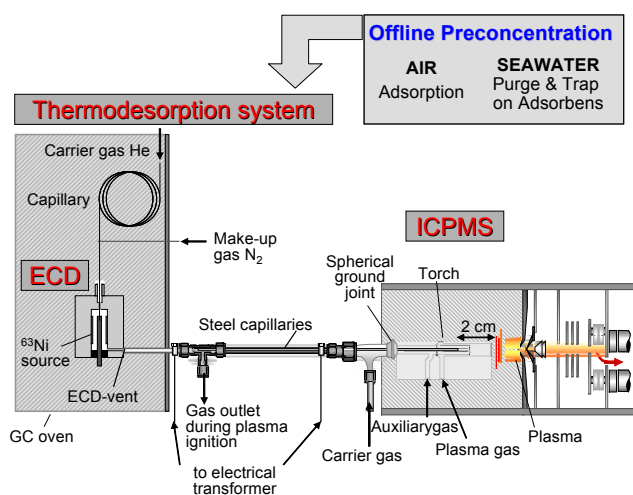 Offline Preconcentration
AIR
Adsorption
SEAWATER
Purge & Trap
on Adsorbens
Thermodesorption system
Carrier gas He
Capillary
Make-up
gas N2
ECD
63Ni
source
ECD-vent
GC oven
Steel capillaries
Gas outlet
during plasma
ignition
to electrical
transformer
ICPMS
Spherical
ground
joint
Torch
2 cm
Carrier gas
Auxiliarygas
Plasma gas
Plasma